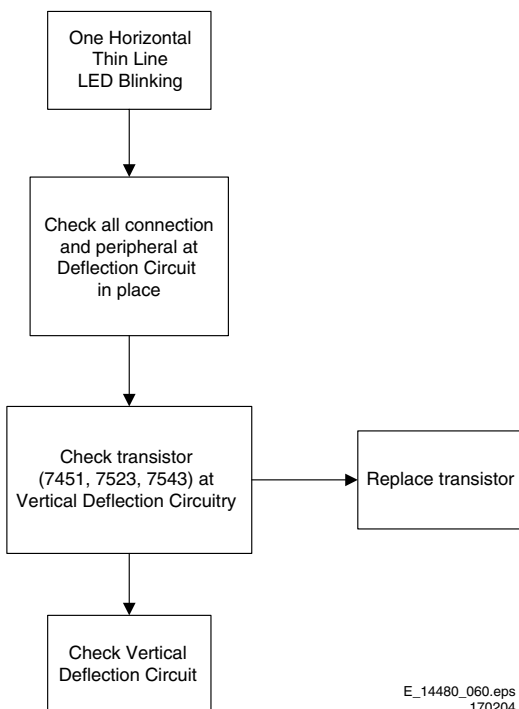 One Horizontal
Thin Line
LED Blinking
Check all connection
and peripheral at
Deflection Circuit
in place
Check transistor
(7451, 7523, 7543) at
Vertical Deflection Circuitry
Replace transistor
Check Vertical
Deflection Circuit
E_14480_060.eps
170204